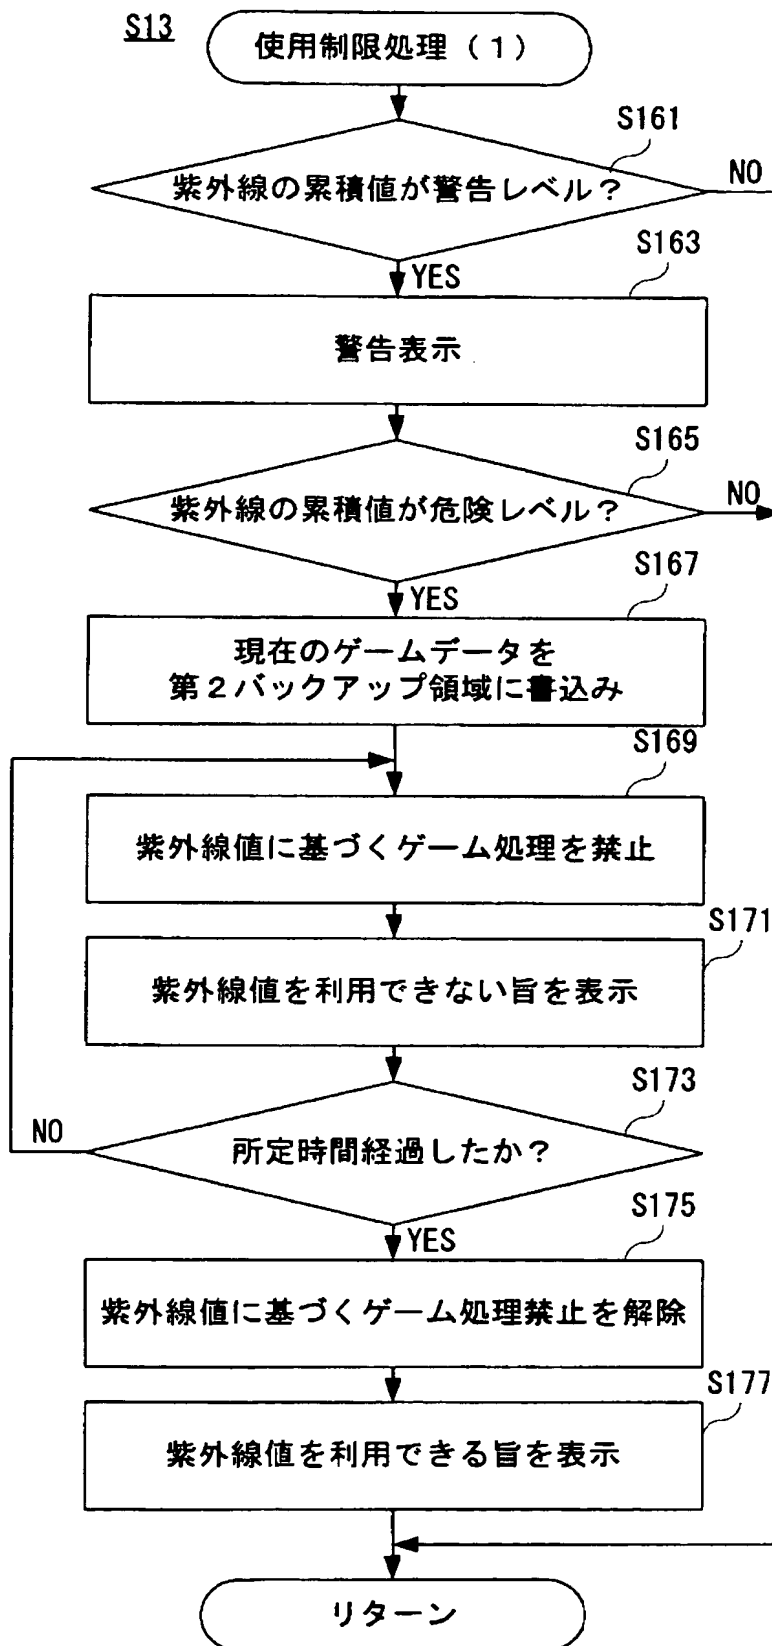 S13
使用制限処理（１）
S161
紫外線の累積値が警告レベル？
NO
YES
S163
警告表示
S165
紫外線の累積値が危険レベル？
NO
YES
S167
現在のゲームデータを
第２バックアップ領域に書込み
S169
紫外線値に基づくゲーム処理を禁止
S171
紫外線値を利用できない旨を表示
S173
NO
所定時間経過したか？
YES
S175
紫外線値に基づくゲーム処理禁止を解除
S177
紫外線値を利用できる旨を表示
リターン